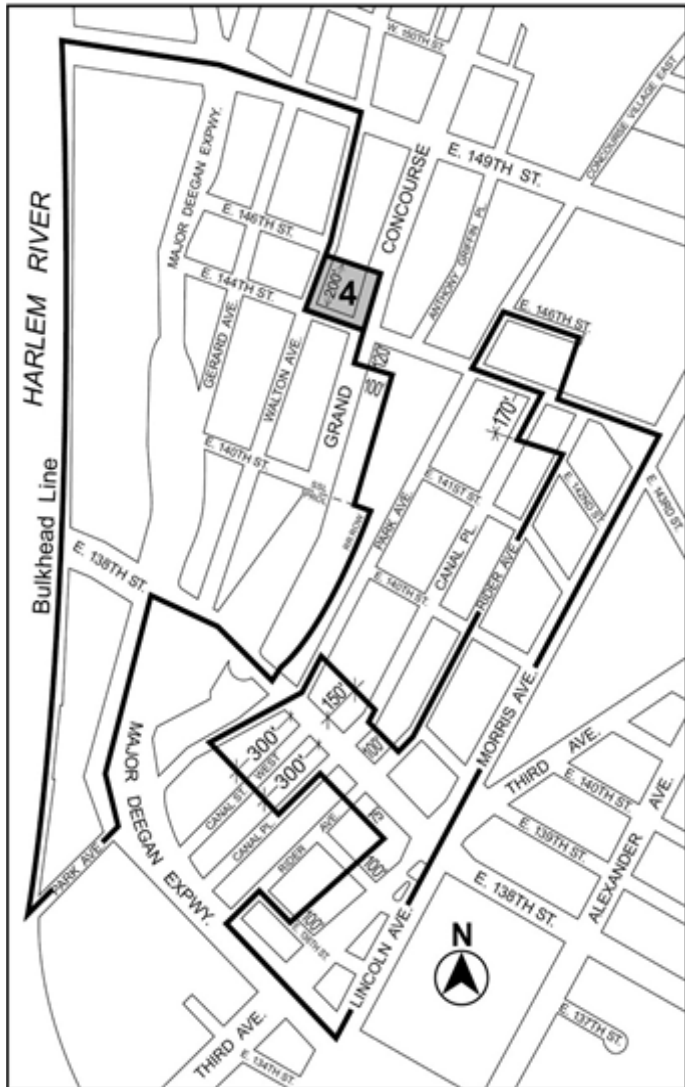 W. 150TH ST.
CONCOURSE VILLAGE EAST
MAJOR DEEGAN EXPWY.
E. 149TH ST.
CONCOURSE
E. 146TH ST.
ANTHONY GRIFFIN PL.
HARLEM RIVER
E. 144TH ST.
200'
4
E. 146TH ST.
GERARD AVE.
WALTON AVE.
120'
100'
GRAND
170'
E. 140TH ST.
E. 141ST ST.
E. 142ND ST.
E. 143RD ST.
PARK AVE.
RR ROW
Bulkhead Line
E. 138TH ST.
E. 140TH ST.
CANAL PL.
RIDER AVE.
150'
MORRIS AVE.
MAJOR DEEGAN EXPWY.
300'
100'
THIRD AVE.
300'
CANAL ST. WEST
E. 140TH ST.
CANAL PL.
RIDER AVE.
E. 139TH ST.
ALEXANDER AVE.
100'
E. 138TH ST.
PARK AVE.
100'
LINCOLN AVE.
N
E. 137TH ST.
THIRD AVE.
E. 134TH ST.